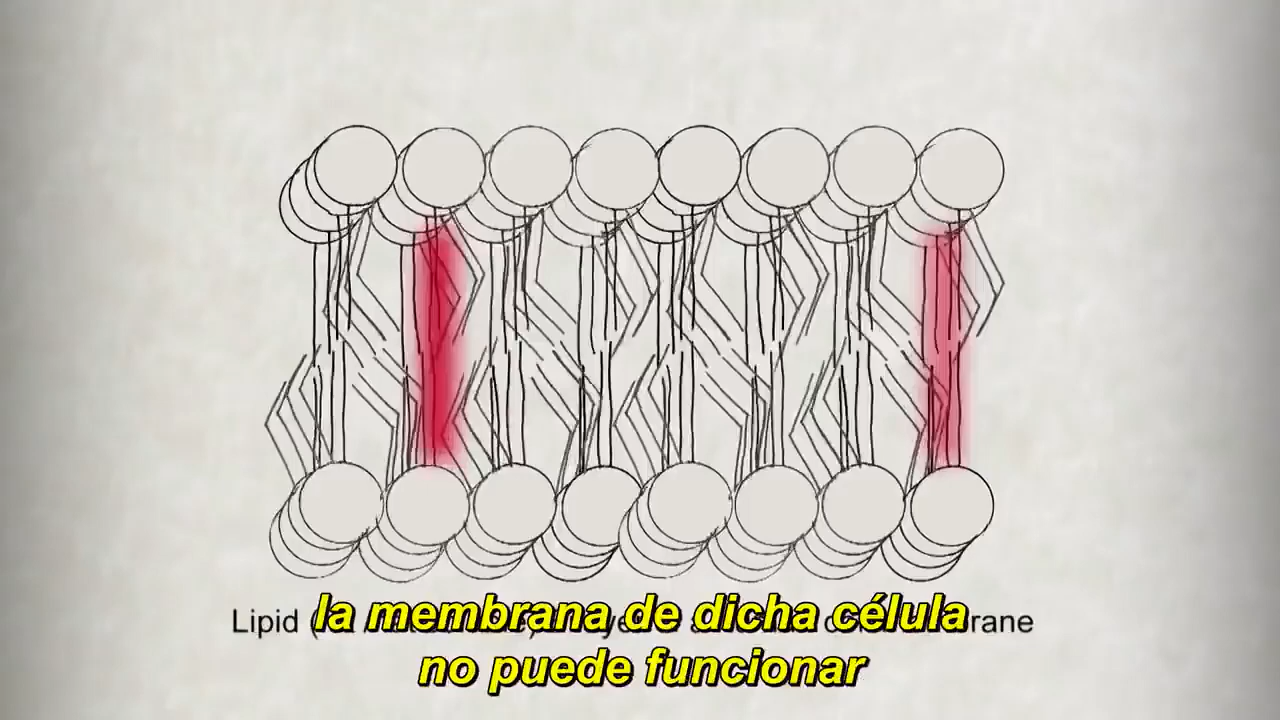 la membrana de dicha célula
Lipid rane
no puede funcionar